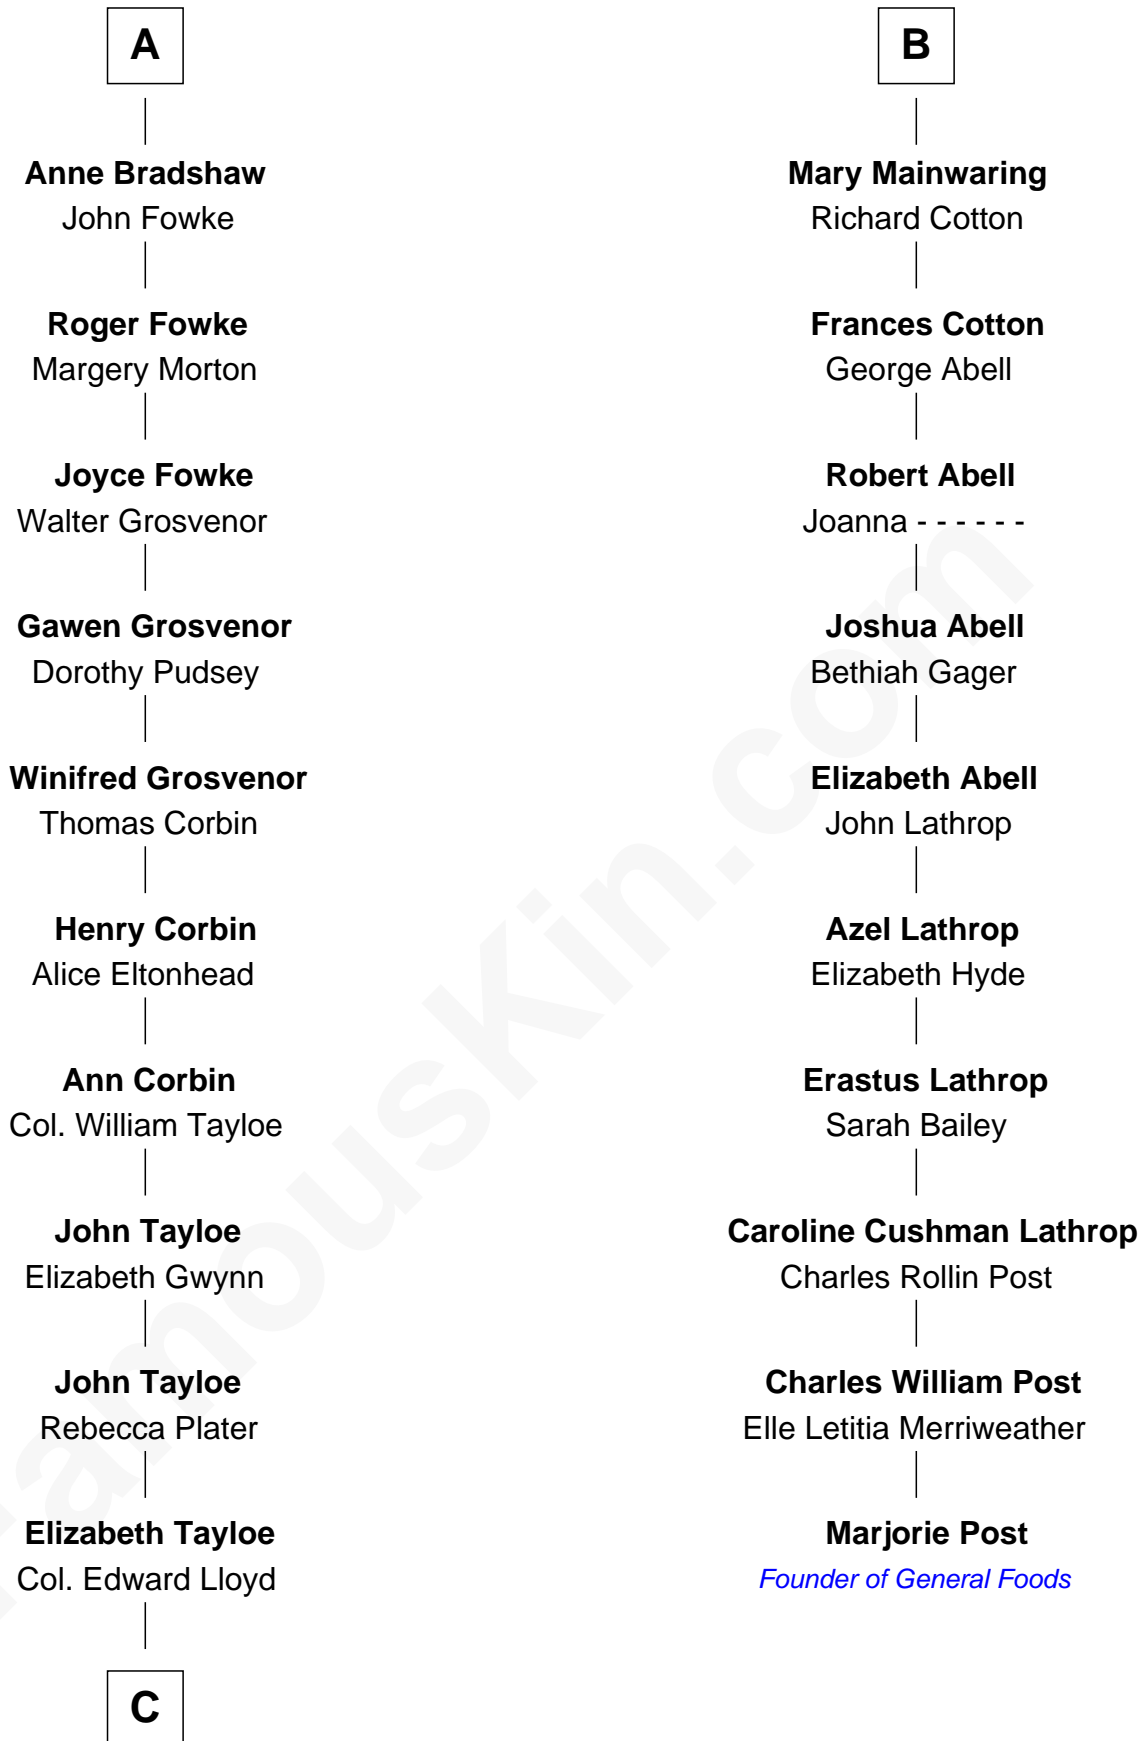 A
Anne Bradshaw
John Fowke
Roger Fowke
Margery Morton
Joyce Fowke
Walter Grosvenor
Gawen Grosvenor
Dorothy Pudsey
Winifred Grosvenor
Thomas Corbin
Henry Corbin
Alice Eltonhead
Ann Corbin
Col. William Tayloe
John Tayloe
Elizabeth Gwynn
John Tayloe
Rebecca Plater
Elizabeth Tayloe
Col. Edward Lloyd
C
B
Mary Mainwaring
Richard Cotton
Frances Cotton
George Abell
Robert Abell
Joanna - - - - - -
Joshua Abell
Bethiah Gager
Elizabeth Abell
John Lathrop
Azel Lathrop
Elizabeth Hyde
Erastus Lathrop
Sarah Bailey
Caroline Cushman Lathrop
Charles Rollin Post
Charles William Post
Elle Letitia Merriweather
Marjorie Post
Founder of General Foods
FamousKin.com